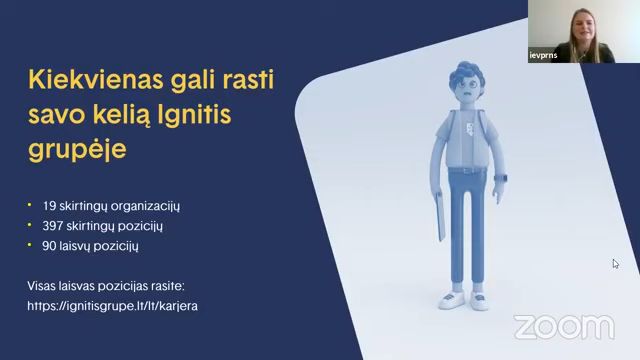 ievprns
Kiekvienas gali rasti
savo kelią Ignitis
grupėje
• 19 skirtingų organizacijų
• 397 skirtingų pozicijų
• 90 laisvų pozicijų
Visas laisvas pozicijas rasite:
https://ignitisgrupe.lt/lt/karjera
zoom